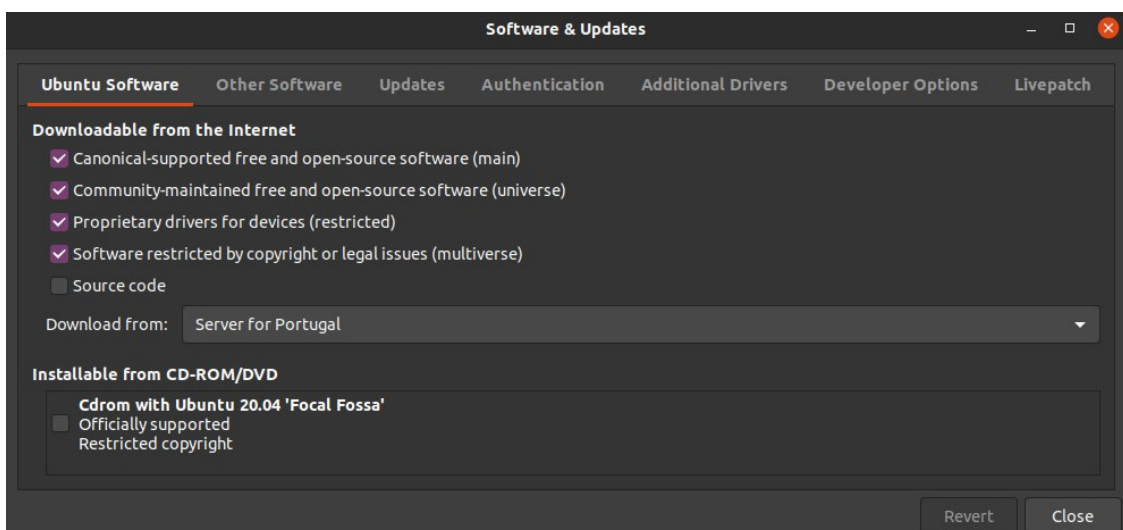 Software & Updates
Ubuntu Software Other Software Updates Authentication Additional Drivers Developer Options Livepatch
Downloadable from the Internet
Canonical-supported free and open-source software (main)
Community-maintained free and open-source software (universe)
Proprietary drivers for devices (restricted)
Software restricted by copyright or legal issues (multiverse)
Source code
Download from: Server for Portugal
Installable from CD-ROM/DVD
Cdrom with Ubuntu 20.04 'Focal Fossa'
Officially supported
Restricted copyright
Revert Close